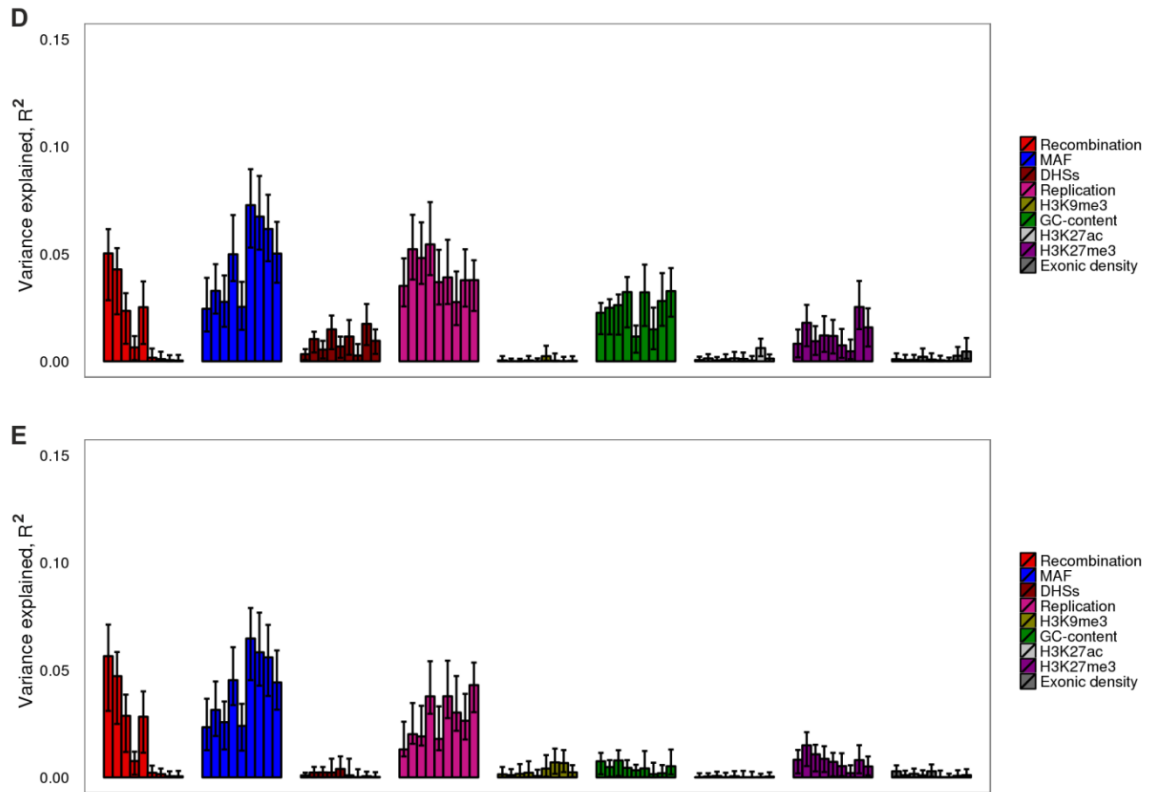 D
Variance explained, R²
0.15
0.10
0.05
0.00
Recombination
MAF
DHSs
Replication
H3K9me3
GC-content
H3K27ac
H3K27me3
Exonic density
E
Variance explained, R²
0.15
0.10
0.05
0.00
Recombination
MAF
DHSs
Replication
H3K9me3
GC-content
H3K27ac
H3K27me3
Exonic density